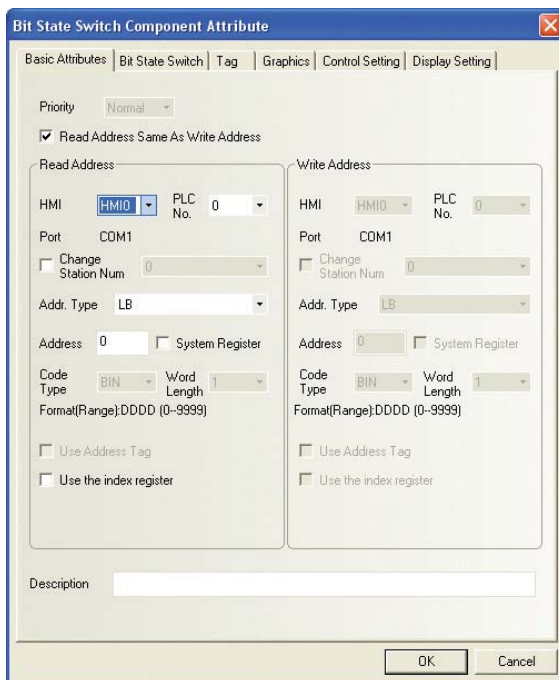 Bit State Switch Component Attribute
Basic Attributes Bit State Switch Tag Graphics Control Setting Display Setting
Priority Normal
Read Address Same As Write Address
Read Address
HMI HMI0 PLC No. 0
Port COM1
Change Station Num 0
Addr. Type LB
Address 0 System Register
Code Type BIN Word Length 1
Format(Range):DDDD (0--9999)
Use Address Tag
Use the index register
Write Address
HMI HMI0 PLC No. 0
Port COM1
Change Station Num 0
Addr. Type LB
Address 0 System Register
Code Type BIN Word Length 1
Format(Range):DDDD (0--9999)
Use Address Tag
Use the index register
Description
OK Cancel